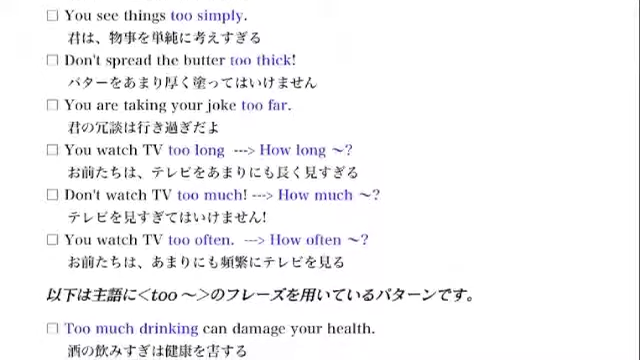 □ You see things too simply.
君は、物事を単純に考えすぎる
□ Don't spread the butter too thick!
バターをあまり厚く塗ってはいけません
□ You are taking your joke too far.
君の冗談は行き過ぎだよ
□ You watch TV too long ---> How long ～?
お前たちは、テレビをあまりにも長く見すぎる
□ Don't watch TV too much! ---> How much ～?
テレビを見すぎてはいけません!
□ You watch TV too often. ---> How often ～?
お前たちは、あまりにも頻繁にテレビを見る
以下は主語に<too ～>のフレーズを用いているパターンです。
□ Too much drinking can damage your health.
酒の飲みすぎは健康を害する